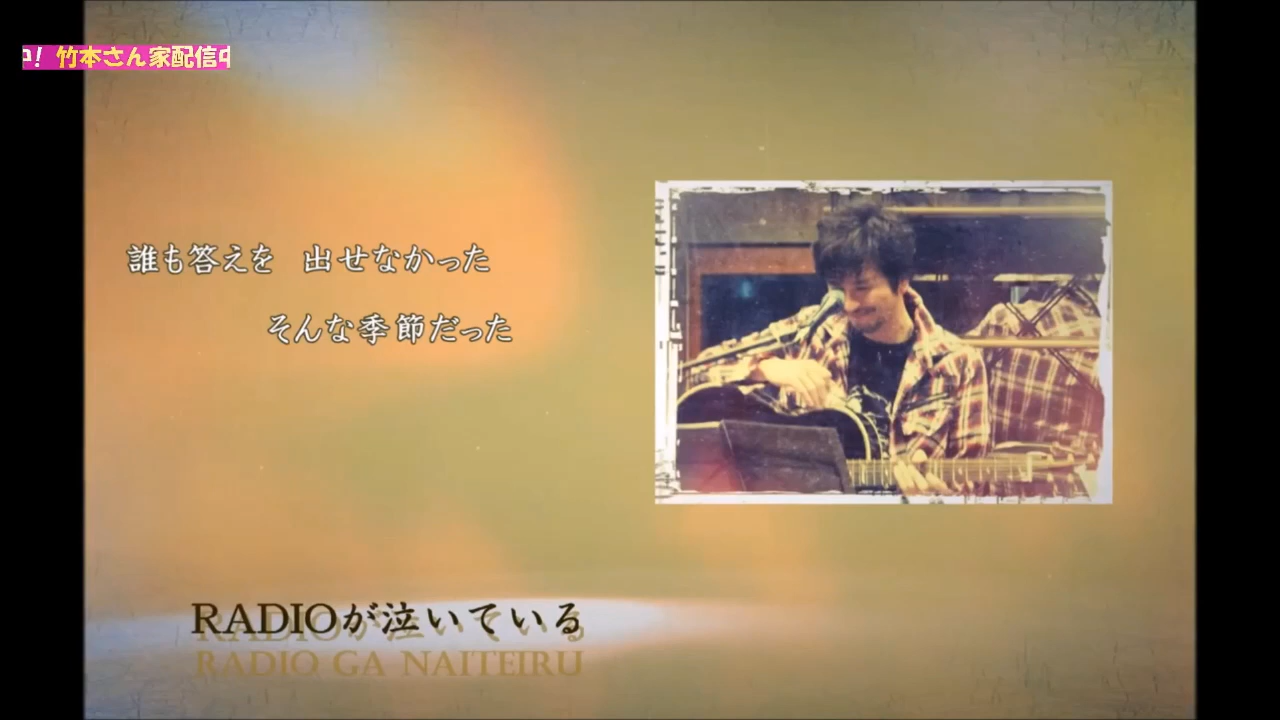 中! 竹本さん家配信中
誰も答えを 出せなかった
そんな季節だった
RADIOが泣いている
RADIO GA NAITEIRU